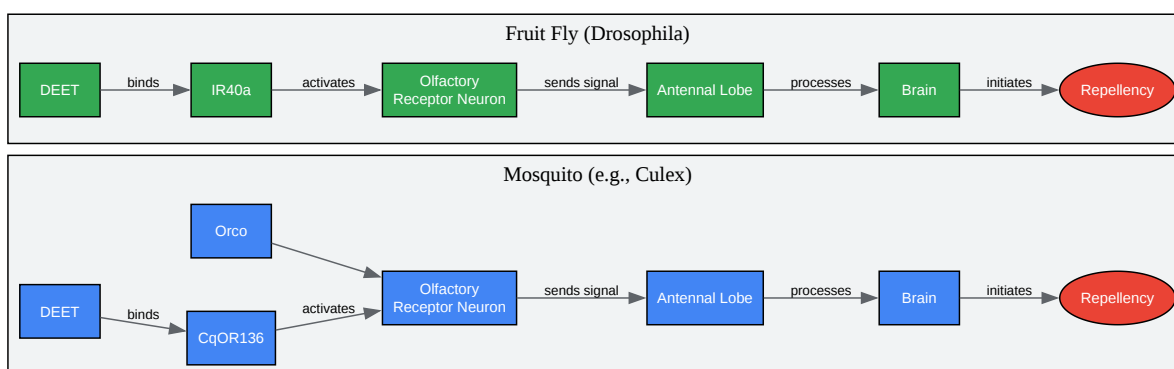 Fruit Fly (Drosophila)
DEET
binds
IR40a
activates
Olfactory
Receptor Neuron
sends signal
Antennal Lobe
processes
Brain
initiates
Repellency
Mosquito (e.g., Culex)
Orco
DEET
binds
CqOR136
activates
Olfactory
Receptor Neuron
sends signal
Antennal Lobe
processes
Brain
initiates
Repellency